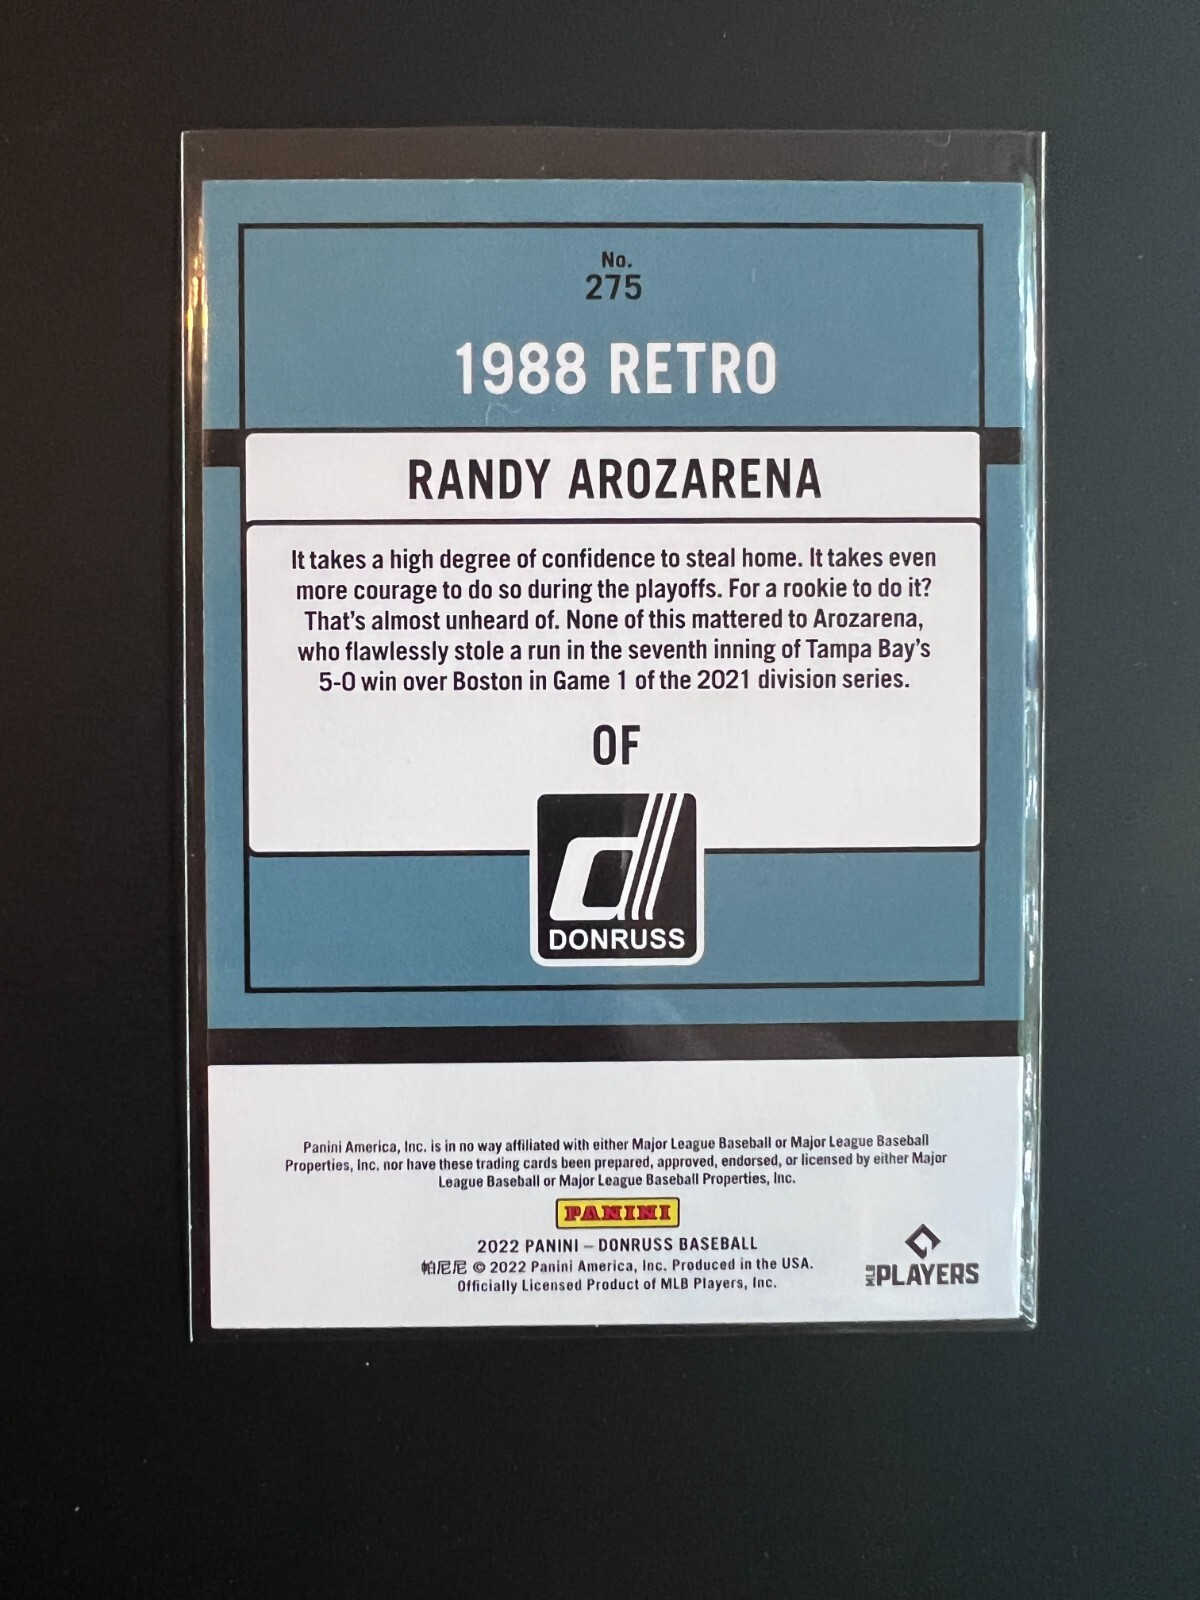 No.
275
1988 RETRO
RANDY AROZARENA
It takes a high degree of confidence to steal home. It takes even
more courage to do so during the playoffs. For a rookie to do it?
That's almost unheard of. None of this mattered to Arozarena,
who flawlessly stole a run in the seventh inning of Tampa Bay's
5-0 win over Boston in Game 1 of the 2021 division series.
OF
d
DONRUSS
Panini America, Inc. is in no way affiliated with either Major League Baseball or Major League Baseball
Properties, Inc. nor have these trading cards been prepared, approved, endorsed, or licensed by either Major
League Baseball or Major League Baseball Properties, Inc.
PANINI
2022 PANINI – DONRUSS BASEBALL
帕尼尼 © 2022 Panini America, Inc. Produced in the USA.
Officially Licensed Product of MLB Players, Inc.
MLB PLAYERS